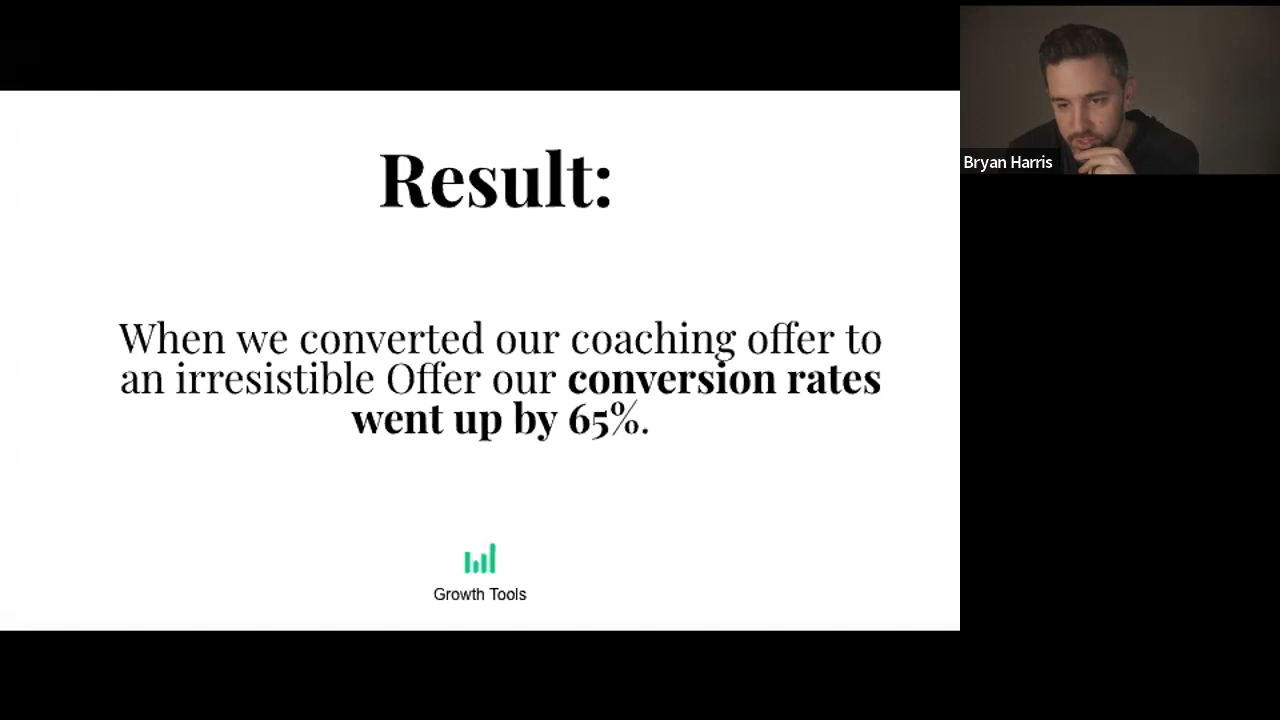 Result:
When we converted our coaching offer to
an irresistible Offer our conversion rates
went up by 65%.
Growth Tools
Bryan Harris